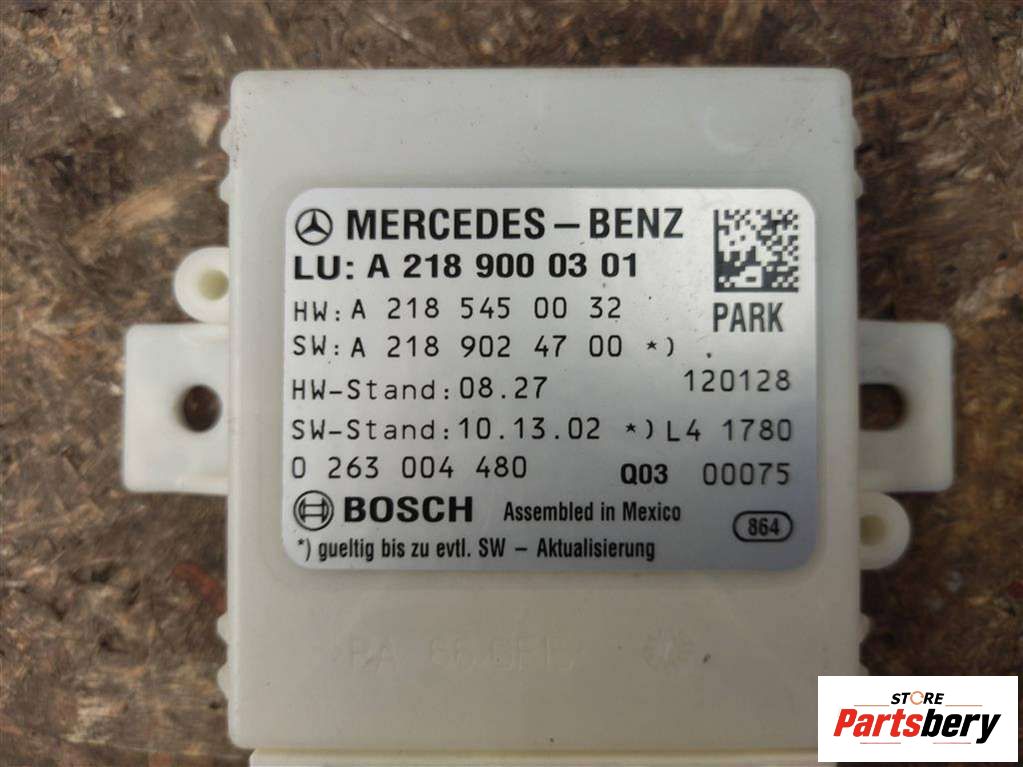 MERCEDES–BENZ
LU: A 218 900 03 01
HW: A 218 545 00 32
PARK
SW: A 218 902 47 00 *)
HW-Stand: 08.27 120128
SW-Stand: 10.13.02 *) L4 1780
0 263 004 480 Q03 00075
BOSCH Assembled in Mexico 864
*) gueltig bis zu evtl. SW – Aktualisierung
STORE
Partsbery